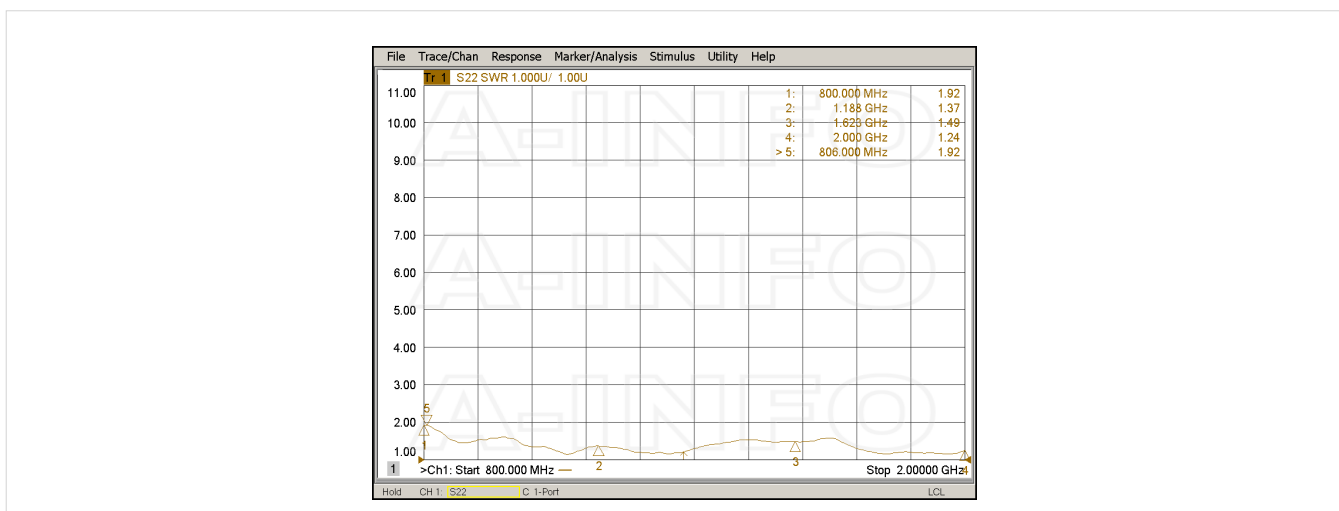 File Trace/Chan Response Marker/Analysis Stimulus Utility Help
Tr 1 S22 SWR 1.000U/ 1.00U
11.00
10.00
9.00
8.00
7.00
6.00
5.00
4.00
3.00
2.00
1.00
1: 800.000 MHz 1.92
2: 1.188 GHz 1.37
3: 1.623 GHz 1.49
4: 2.000 GHz 1.24
> 5: 806.000 MHz 1.92
A-INFO
A-INFO
A-INFO
5
1
2
3
4
1 >Ch1: Start 800.000 MHz — Stop 2.00000 GHz
Hold CH 1: S22 C 1-Port LCL